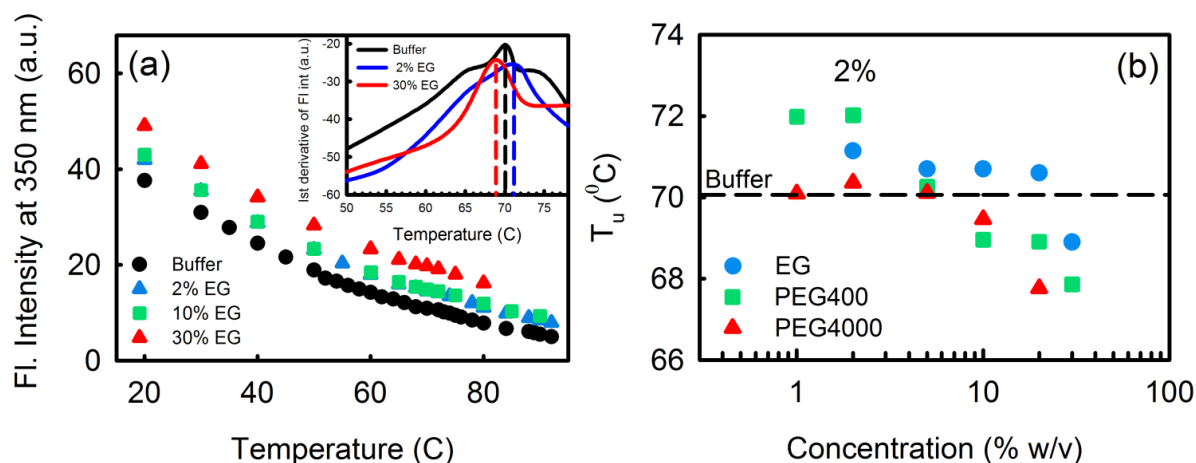 (a)
Fl. Intensity at 350 nm (a.u.)
60
40
20
0
20
40
60
80
Temperature (C)
Buffer
2% EG
10% EG
30% EG
Ist derivative of Fl int (a.u.)
-20
-30
-40
-50
-60
50
55
60
65
70
75
Temperature (C)
Buffer
2% EG
30% EG
(b)
2%
Tu (⁰C)
74
72
70
68
66
Buffer
EG
PEG400
PEG4000
1
10
100
Concentration (% w/v)